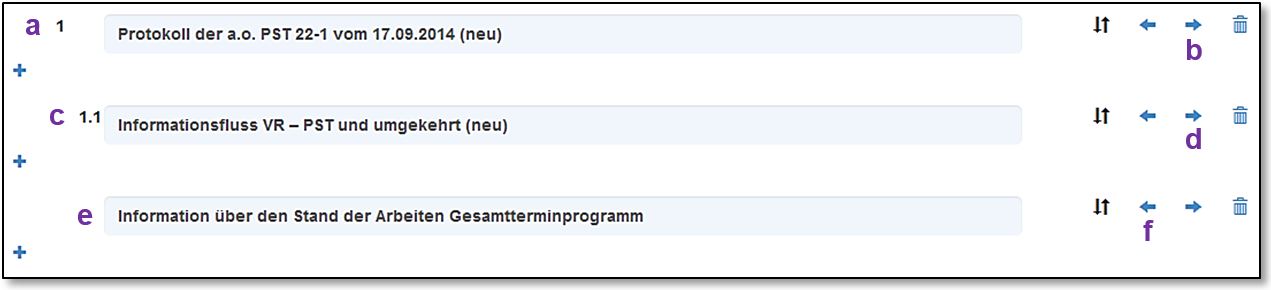 a 1 Protokoll der a.o. PST 22-1 vom 17.09.2014 (neu)
b
c 1.1 Informationsfluss VR – PST und umgekehrt (neu)
d
e Information über den Stand der Arbeiten Gesamtterminprogramm
f